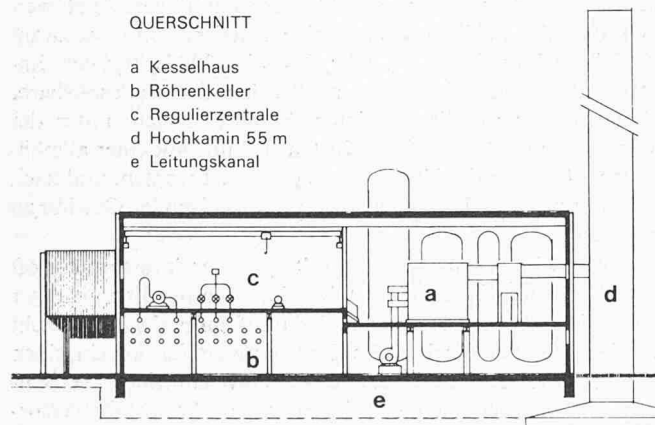 QUERSCHNITT
a Kesselhaus
b Röhrenkeller
c Regulierzentrale
d Hochkamin 55 m
e Leitungskanal
c
a
d
b
e